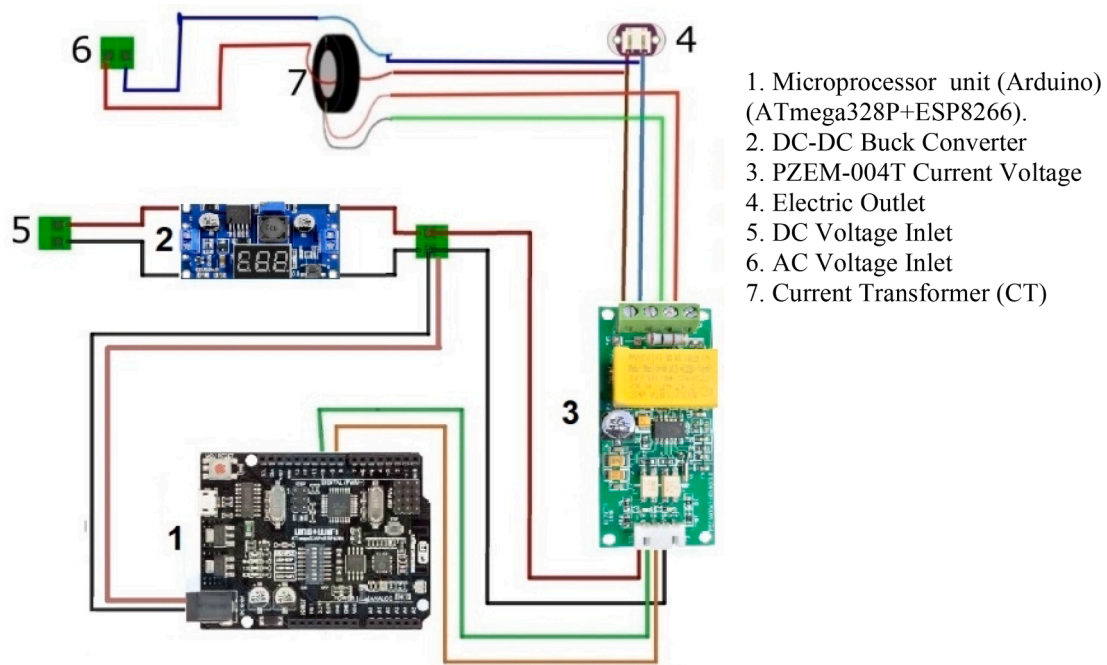 6
7
4
5
2
3
1
1. Microprocessor unit (Arduino)
(ATmega328P+ESP8266).
2. DC-DC Buck Converter
3. PZEM-004T Current Voltage
4. Electric Outlet
5. DC Voltage Inlet
6. AC Voltage Inlet
7. Current Transformer (CT)